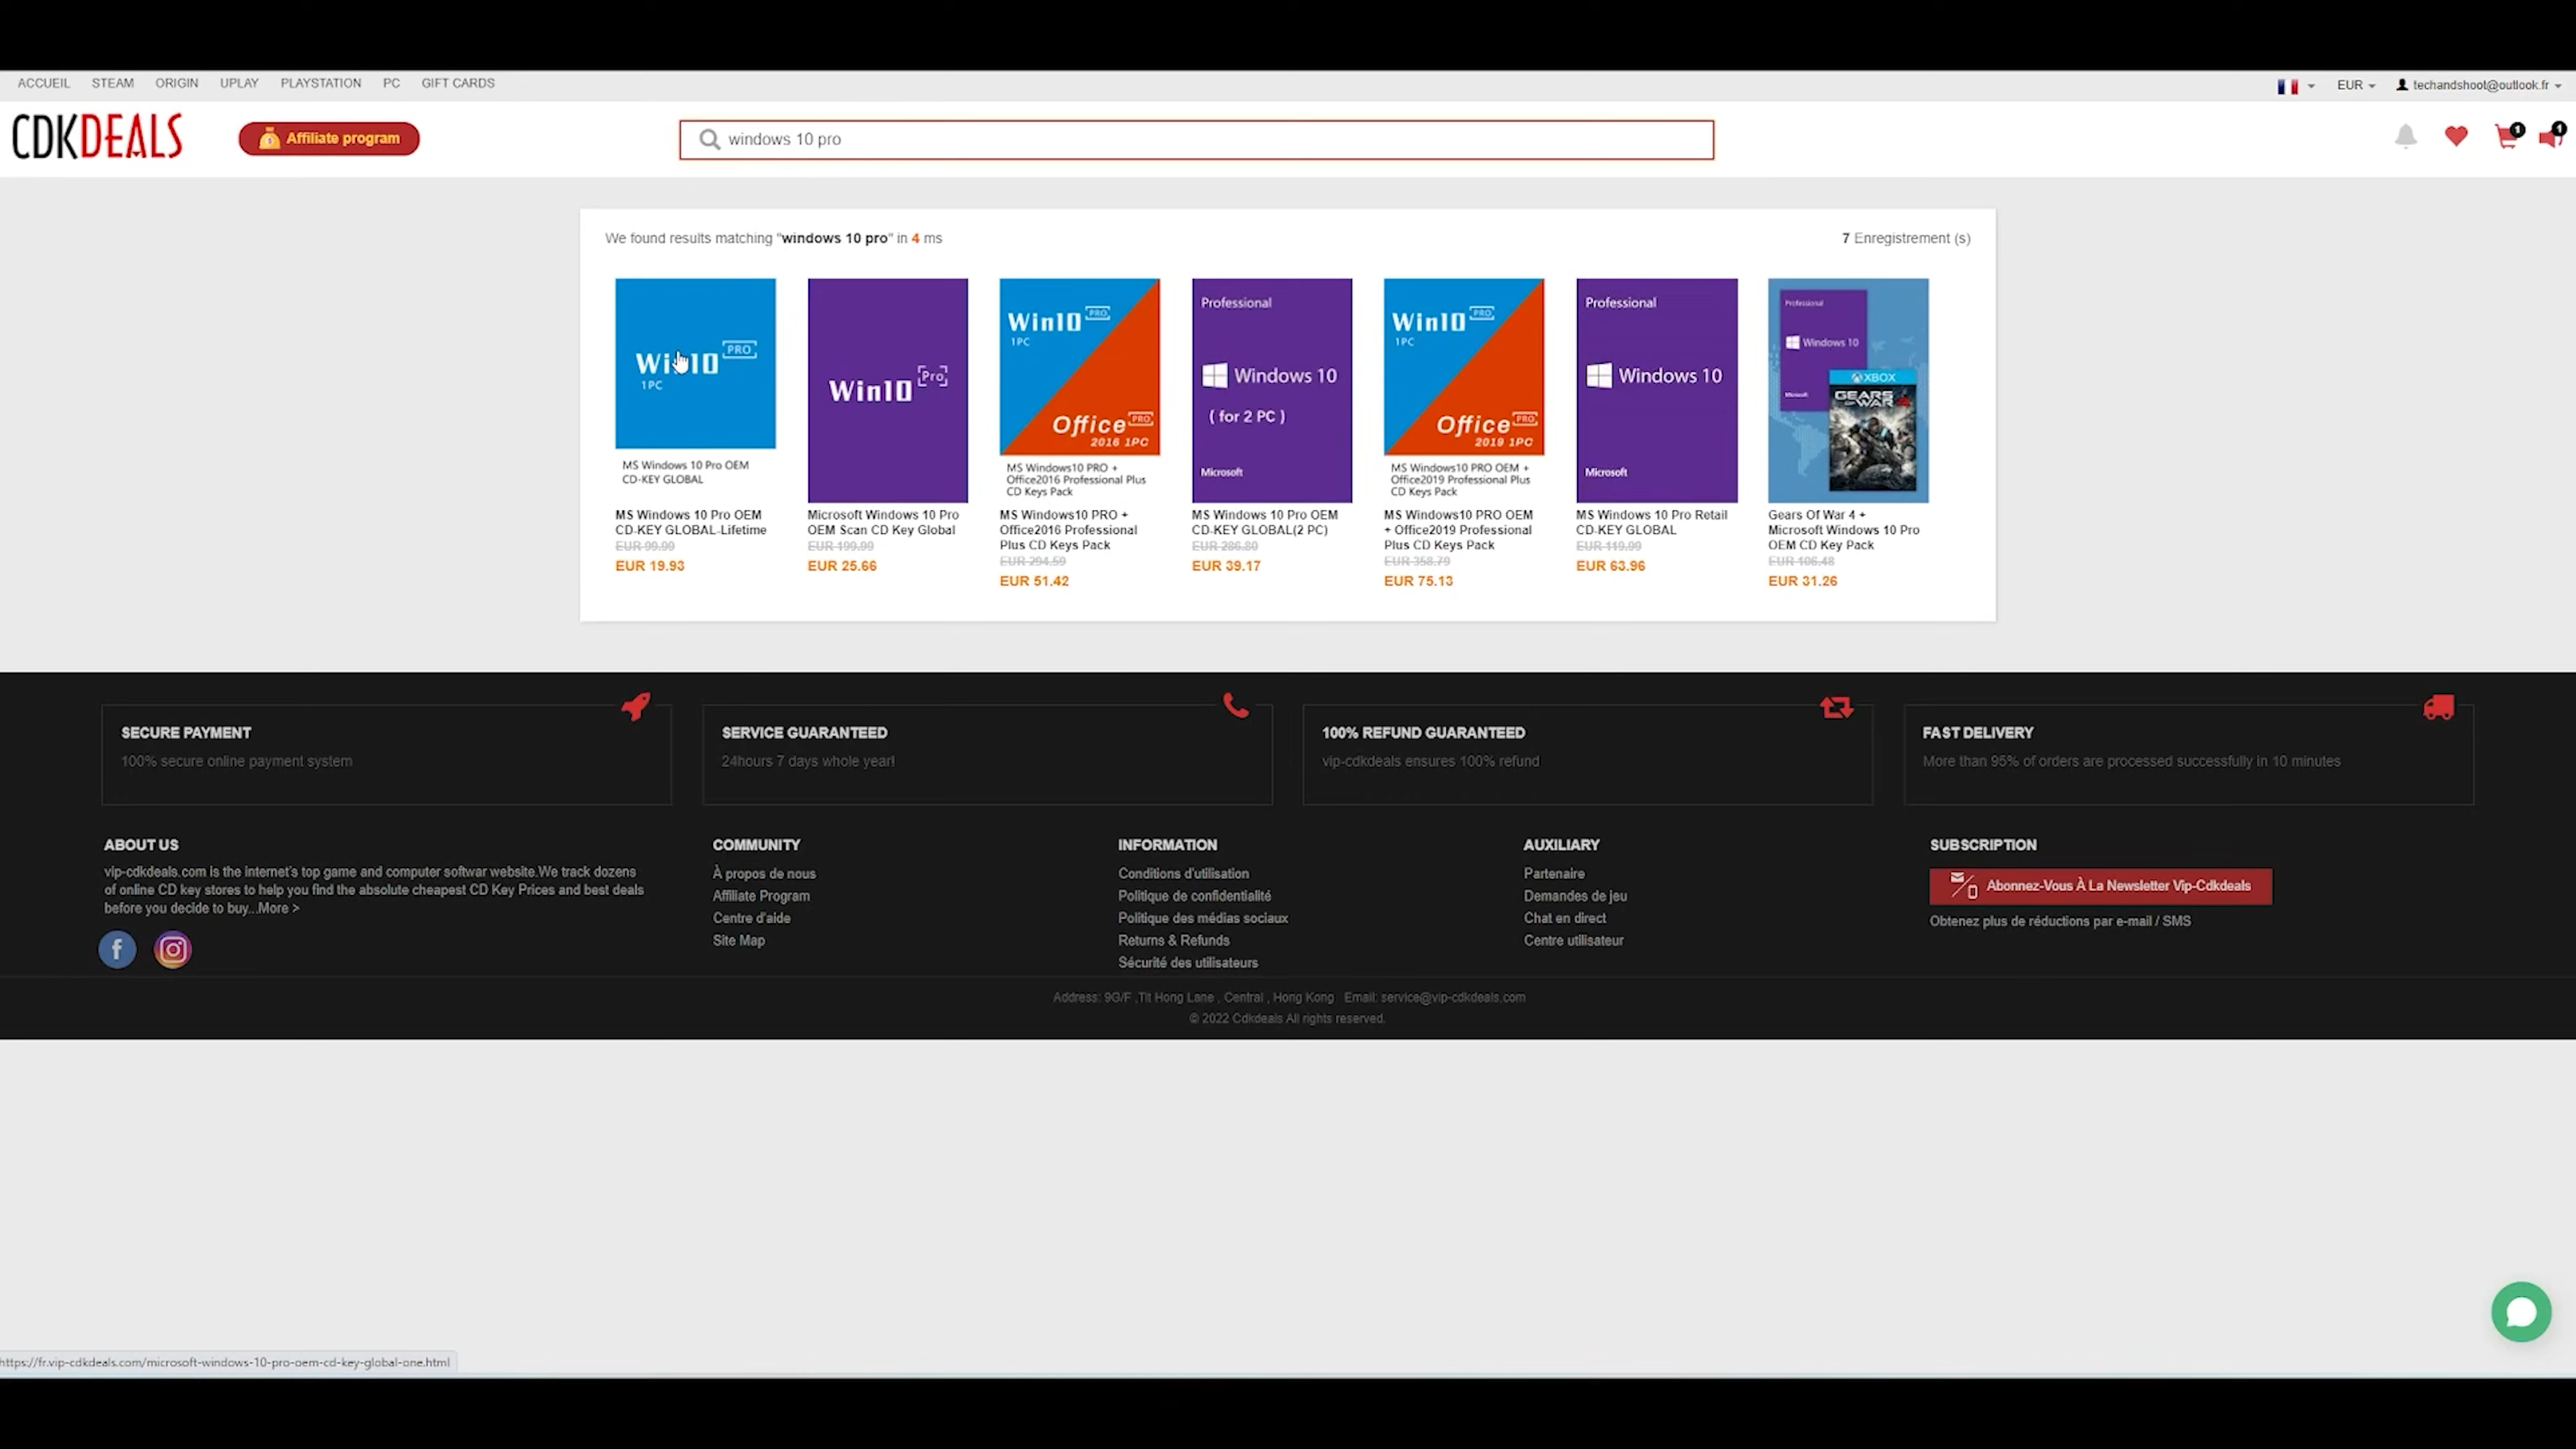 ACCUEIL STEAM ORIGIN UPLAY PLAYSTATION PC GIFT CARDS
EUR techandshoot@outlook.fr
CDKDEALS
Affiliate program
windows 10 pro
1
1
We found results matching "windows 10 pro" in 4 ms
7 Enregistrement (s)
Win10 PRO
1PC
MS Windows 10 Pro OEM
CD-KEY GLOBAL
MS Windows 10 Pro OEM
CD-KEY GLOBAL-Lifetime
EUR 99.99
EUR 19.93
Win10 Pro
Microsoft Windows 10 Pro
OEM Scan CD Key Global
EUR 199.99
EUR 25.66
Win10 PRO
1PC
Office PRO
2016 1PC
MS Windows10 PRO +
Office2016 Professional Plus
CD Keys Pack
MS Windows10 PRO +
Office2016 Professional
Plus CD Keys Pack
EUR 294.59
EUR 51.42
Professional
Windows 10
( for 2 PC )
Microsoft
MS Windows 10 Pro OEM
CD-KEY GLOBAL(2 PC)
EUR 286.80
EUR 39.17
Win10 PRO
1PC
Office PRO
2019 1PC
MS Windows10 PRO OEM +
Office2019 Professional Plus
CD Keys Pack
MS Windows10 PRO OEM
+ Office2019 Professional
Plus CD Keys Pack
EUR 358.79
EUR 75.13
Professional
Windows 10
Microsoft
MS Windows 10 Pro Retail
CD-KEY GLOBAL
EUR 119.99
EUR 63.96
Professional
Windows 10
Microsoft
XBOX
GEARS OF WAR 4
Gears Of War 4 +
Microsoft Windows 10 Pro
OEM CD Key Pack
EUR 106.48
EUR 31.26
SECURE PAYMENT
100% secure online payment system
SERVICE GUARANTEED
24hours 7 days whole year!
100% REFUND GUARANTEED
vip-cdkdeals ensures 100% refund
FAST DELIVERY
More than 95% of orders are processed successfully in 10 minutes
ABOUT US
vip-cdkdeals.com is the Internet's top game and computer softwar website.We track dozens
of online CD key stores to help you find the absolute cheapest CD Key Prices and best deals
before you decide to buy...More >
COMMUNITY
À propos de nous
Affiliate Program
Centre d'aide
Site Map
INFORMATION
Conditions d'utilisation
Politique de confidentialité
Politique des médias sociaux
Returns & Refunds
Sécurité des utilisateurs
AUXILIARY
Partenaire
Demandes de jeu
Chat en direct
Centre utilisateur
SUBSCRIPTION
Abonnez-Vous À La Newsletter Vip-Cdkdeals
Obtenez plus de réductions par e-mail / SMS
Address: 9G/F ,Tit Hong Lane , Central , Hong Kong Email: service@vip-cdkdeals.com
© 2022 Cdkdeals All rights reserved.
https://fr.vip-cdkdeals.com/microsoft-windows-10-pro-oem-cd-key-global-one.html